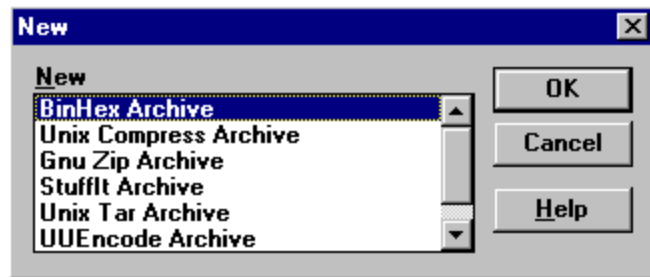 New
New
BinHex Archive
Unix Compress Archive
Gnu Zip Archive
StuffIt Archive
Unix Tar Archive
UUEncode Archive
OK
Cancel
Help